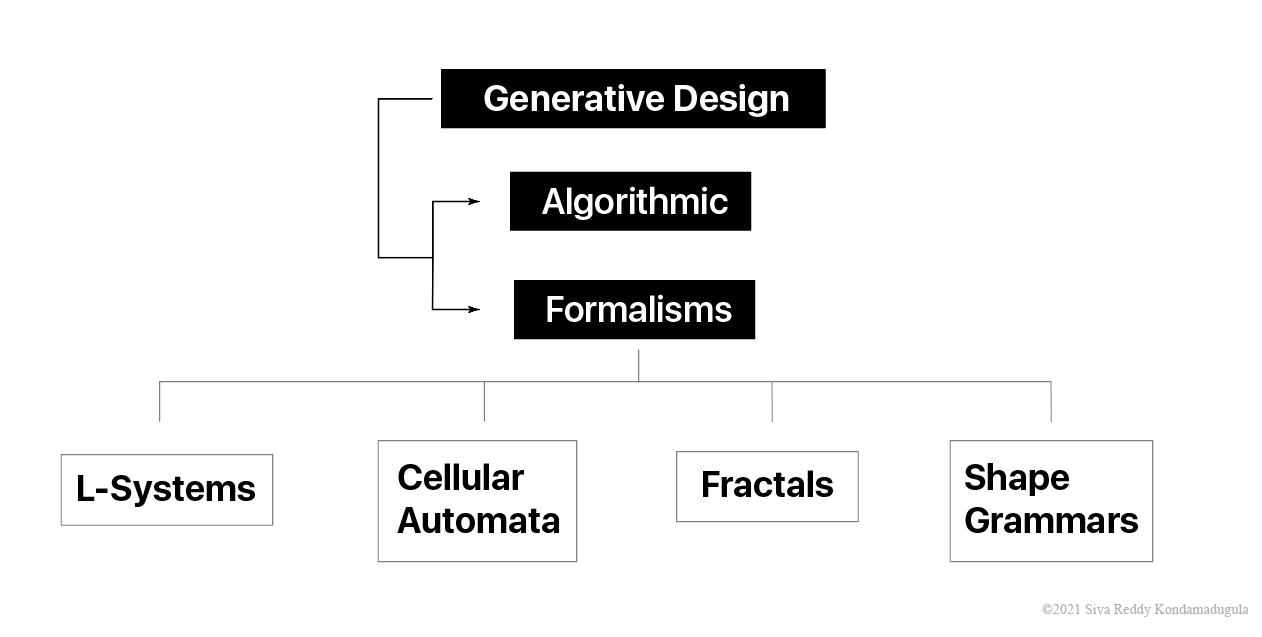 Generative Design
Algorithmic
Formalisms
L-Systems
Cellular
Automata
Fractals
Shape
Grammars
©2021 Siva Reddy Kondamadugula